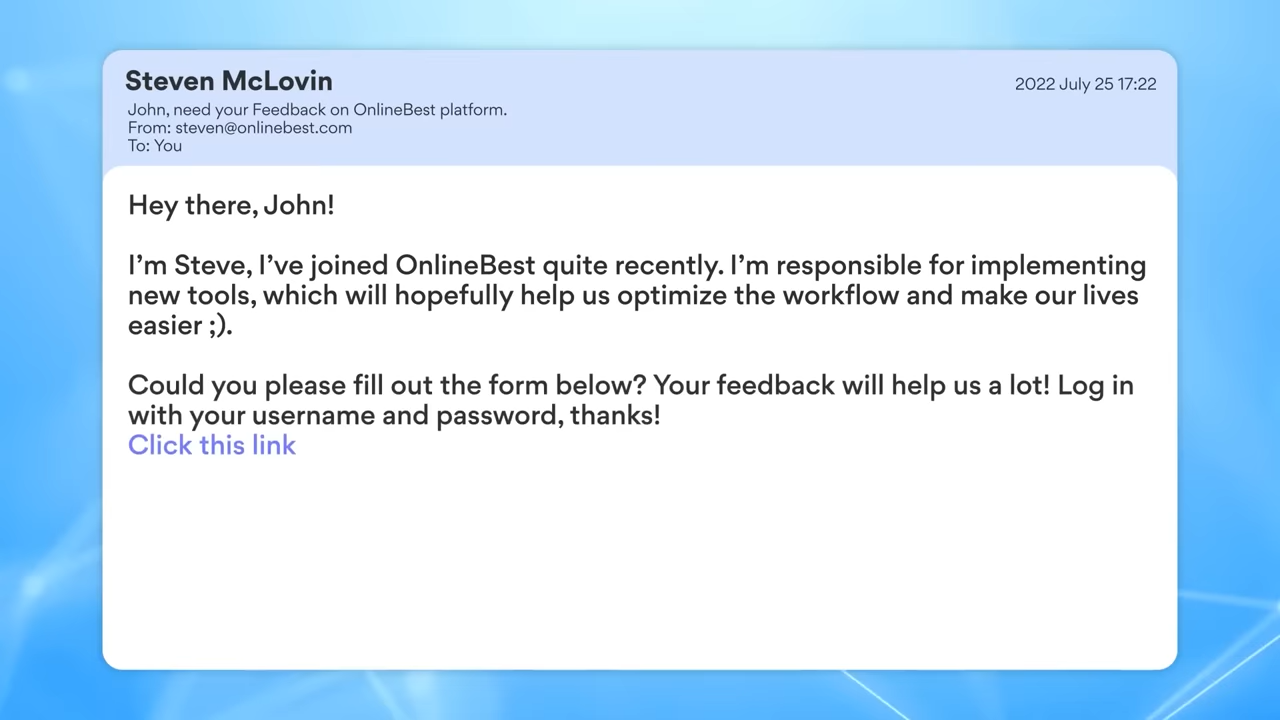 Steven McLovin
2022 July 25 17:22
John, need your Feedback on OnlineBest platform.
From: steven@onlinebest.com
To: You
Hey there, John!
I’m Steve, I’ve joined OnlineBest quite recently. I’m responsible for implementing
new tools, which will hopefully help us optimize the workflow and make our lives
easier ;).
Could you please fill out the form below? Your feedback will help us a lot! Log in
with your username and password, thanks!
Click this link